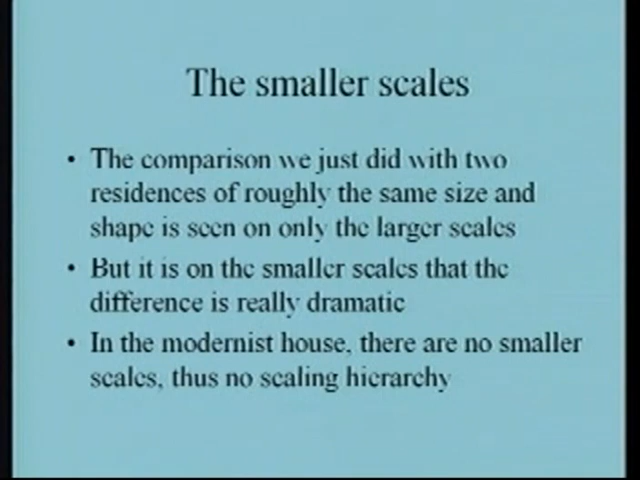 The smaller scales
• The comparison we just did with two
residences of roughly the same size and
shape is seen on only the larger scales
• But it is on the smaller scales that the
difference is really dramatic
• In the modernist house, there are no smaller
scales, thus no scaling hierarchy